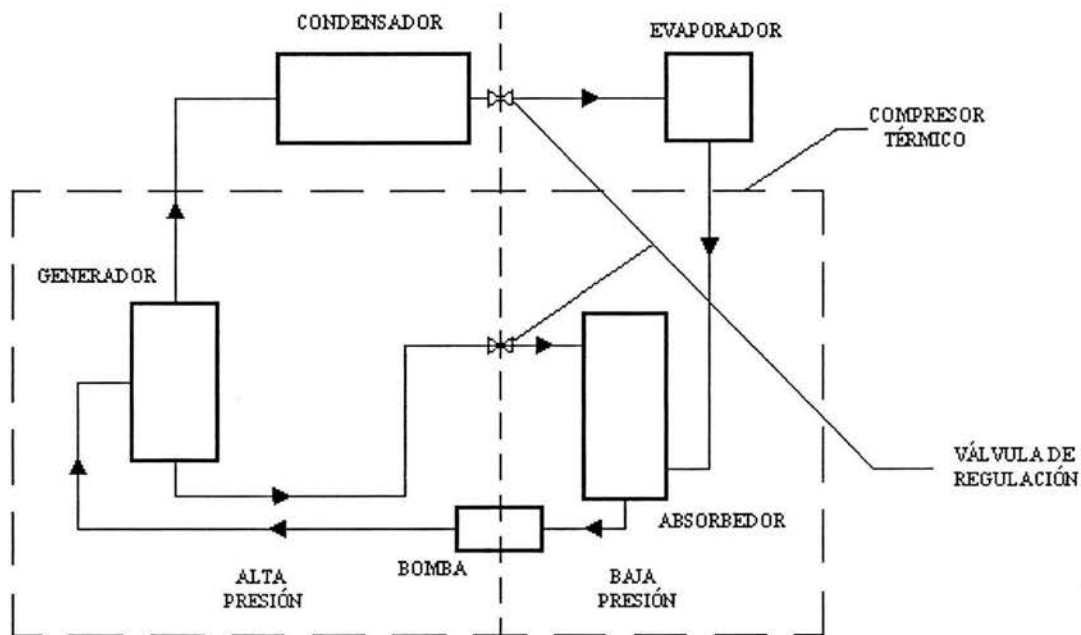 CONDENSADOR
EVAPORADOR
COMPRESOR
TÉRMICO
GENERADOR
VÁLVULA DE
REGULACIÓN
ABSORBEDOR
BOMBA
ALTA
PRESIÓN
BAJA
PRESIÓN